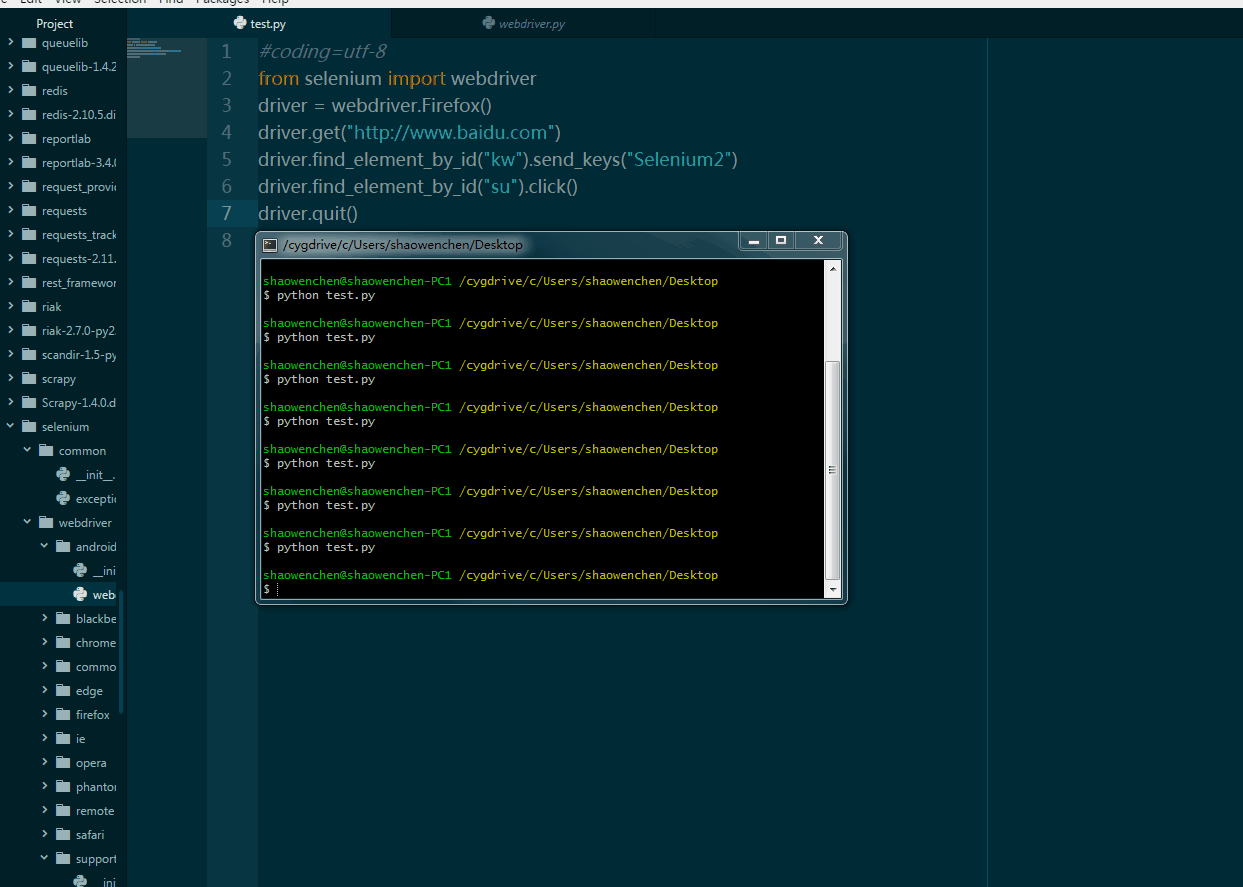 Edit View Selection Find Packages Help
Project
test.py
webdriver.py
queuelib
queuelib-1.4.2
redis
redis-2.10.5.di
reportlab
reportlab-3.4.0
request_provi
requests
requests_track
requests-2.11.
rest_framewor
riak
riak-2.7.0-py2.
scandir-1.5-py
scrapy
Scrapy-1.4.0.d
selenium
common
__init__.
exceptio
webdriver
android
__ini
webd
blackbe
chrome
commo
edge
firefox
ie
opera
phantor
remote
safari
support
__ini
1 #coding=utf-8
2 from selenium import webdriver
3 driver = webdriver.Firefox()
4 driver.get("http://www.baidu.com")
5 driver.find_element_by_id("kw").send_keys("Selenium2")
6 driver.find_element_by_id("su").click()
7 driver.quit()
8
/cygdrive/c/Users/shaowenchen/Desktop
shaowenchen@shaowenchen-PC1 /cygdrive/c/Users/shaowenchen/Desktop
$ python test.py
shaowenchen@shaowenchen-PC1 /cygdrive/c/Users/shaowenchen/Desktop
$ python test.py
shaowenchen@shaowenchen-PC1 /cygdrive/c/Users/shaowenchen/Desktop
$ python test.py
shaowenchen@shaowenchen-PC1 /cygdrive/c/Users/shaowenchen/Desktop
$ python test.py
shaowenchen@shaowenchen-PC1 /cygdrive/c/Users/shaowenchen/Desktop
$ python test.py
shaowenchen@shaowenchen-PC1 /cygdrive/c/Users/shaowenchen/Desktop
$ python test.py
shaowenchen@shaowenchen-PC1 /cygdrive/c/Users/shaowenchen/Desktop
$ python test.py
shaowenchen@shaowenchen-PC1 /cygdrive/c/Users/shaowenchen/Desktop
$